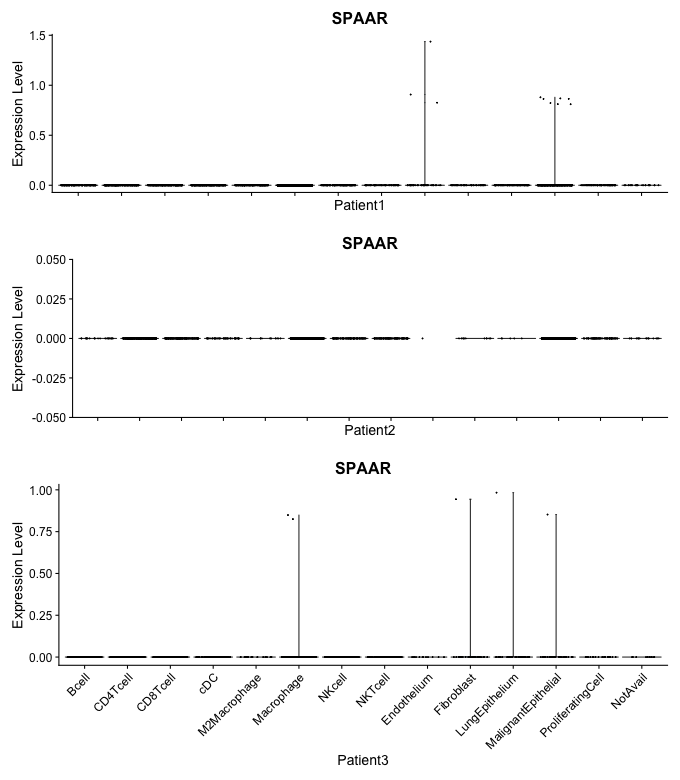 SPAAR
1.5
1.0
0.5
0.0
Expression Level
Patient1
SPAAR
0.050
0.025
0.000
-0.025
-0.050
Expression Level
Patient2
SPAAR
1.00
0.75
0.50
0.25
0.00
Expression Level
Bcell
CD4Tcell
CD8Tcell
cDC
M2Macrophage
Macrophage
NKcell
NKTcell
Endothelium
Fibroblast
LungEpithelium
MalignantEpithelial
ProliferatingCell
NotAvail
Patient3